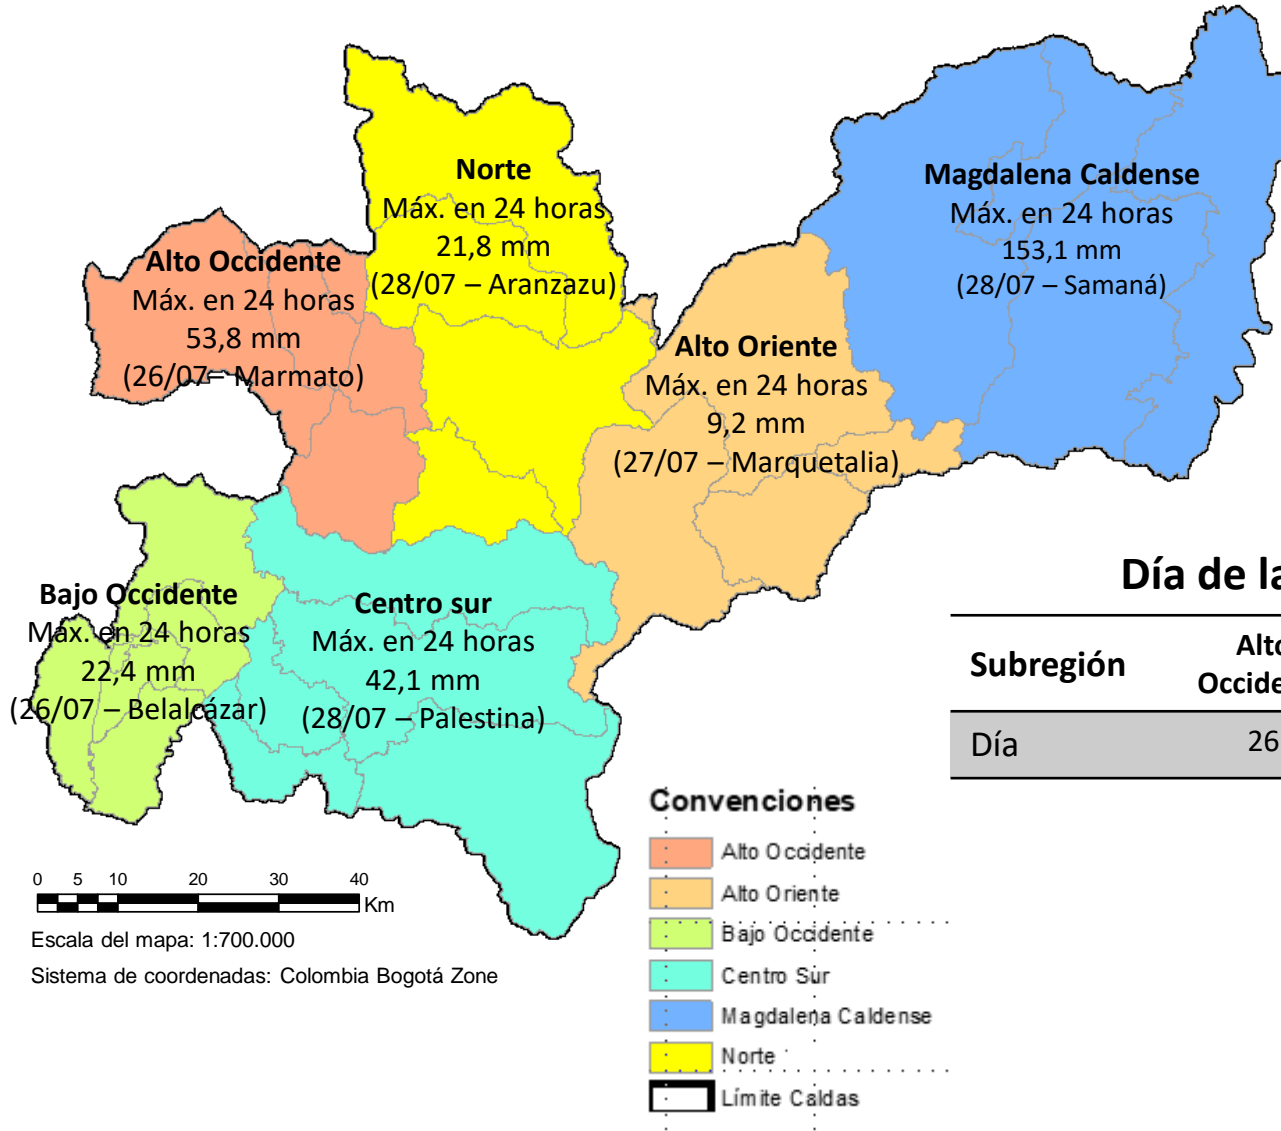 Norte
Máx. en 24 horas
21,8 mm
(28/07 – Aranzazu)
Magdalena Caldense
Máx. en 24 horas
153,1 mm
(28/07 – Samaná)
Alto Occidente
Máx. en 24 horas
53,8 mm
(26/07– Marmato)
Alto Oriente
Máx. en 24 horas
9,2 mm
(27/07 – Marquetalia)
Bajo Occidente
Máx. en 24 horas
22,4 mm
(26/07 – Belalcázar)
Centro sur
Máx. en 24 horas
42,1 mm
(28/07 – Palestina)
Día de la
Subregión
Alto
Occide
Día 26
0 5 10 20 30 40
Km
Escala del mapa: 1:700.000
Sistema de coordenadas: Colombia Bogotá Zone
Convenciones
Alto Occidente
Alto Oriente
Bajo Occidente
Centro Sur
Magdalena Caldense
Norte
Límite Caldas